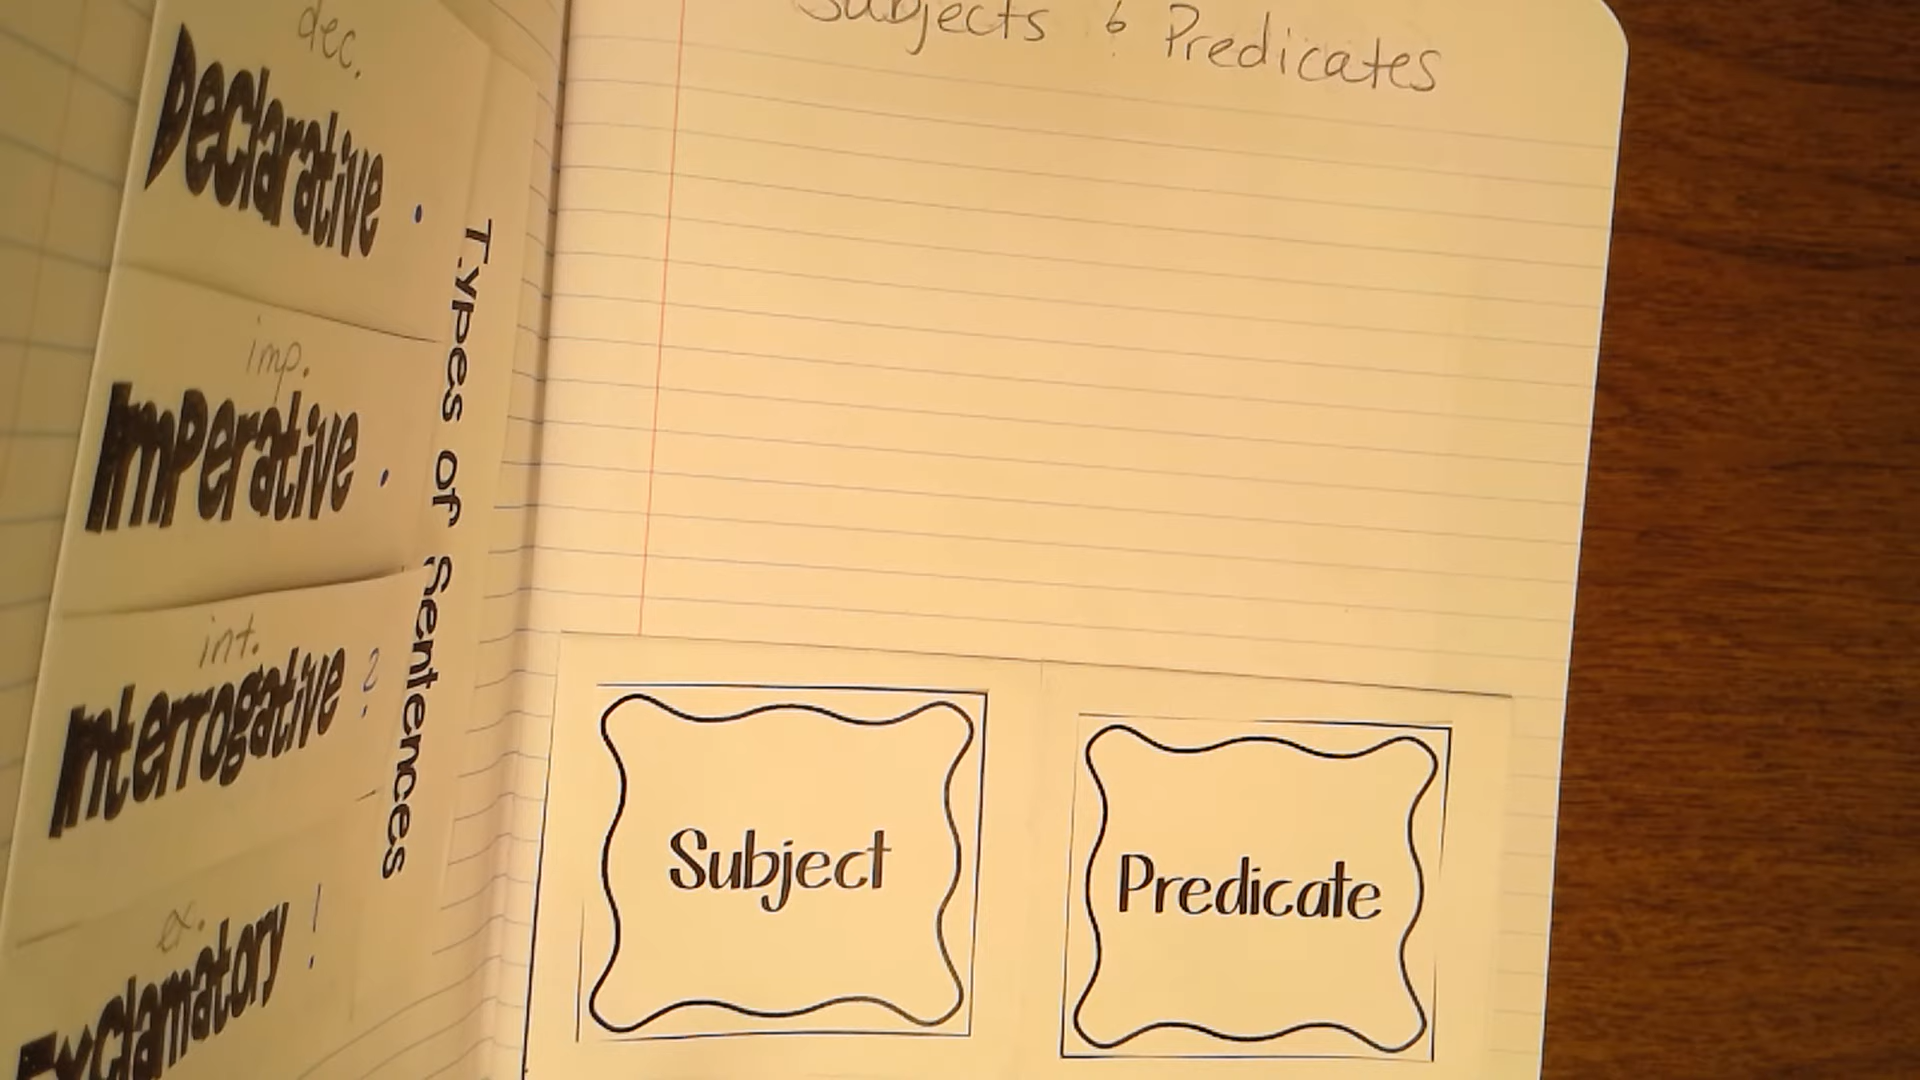 dec.
Declarative .
imp.
Imperative .
int.
Interrogative ?
ex.
Exclamatory !
Types of Sentences
Subjects & Predicates
Subject
Predicate